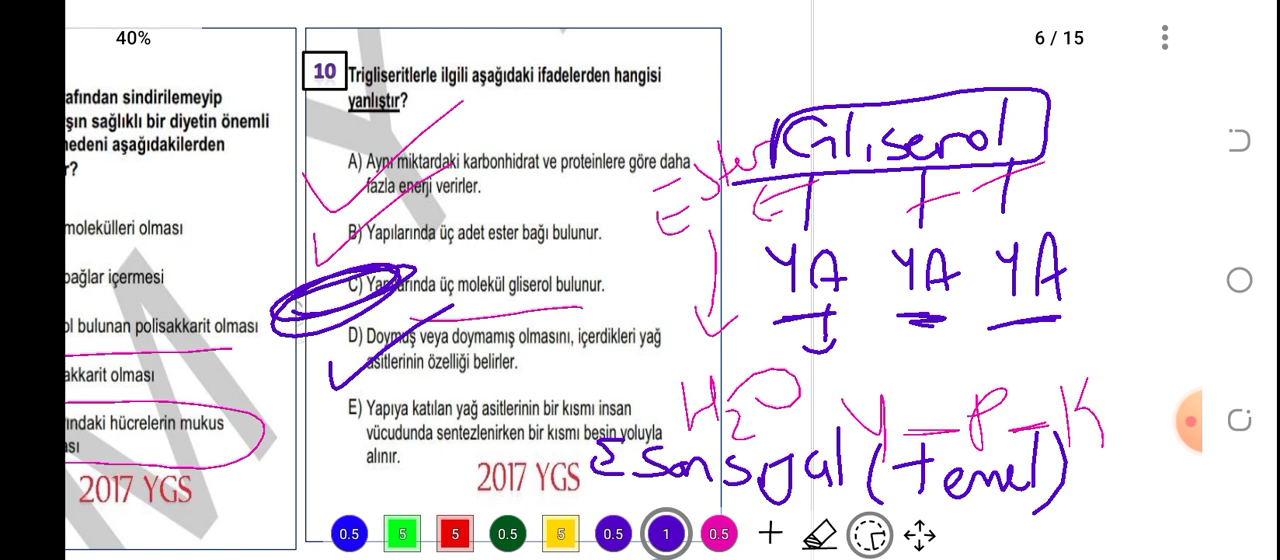 40%
6 / 15
afından sindirilemeyip
şın sağlıklı bir diyetin önemli
nedeni aşağıdakilerden
r?
molekülleri olması
bağlar içermesi
ol bulunan polisakkarit olması
akkarit olması
ındaki hücrelerin mukus
ası
2017 YGS
10 Trigliseritlerle ilgili aşağıdaki ifadelerden hangisi
yanlıştır?
A) Aynı miktardaki karbonhidrat ve proteinlere göre daha
fazla enerji verirler.
B) Yapılarında üç adet ester bağı bulunur.
C) Yapılarında üç molekül gliserol bulunur.
D) Doymuş veya doymamış olmasını, içerdikleri yağ
asitlerinin özelliği belirler.
E) Yapıya katılan yağ asitlerinin bir kısmı insan
vücudunda sentezlenirken bir kısmı besin yoluyla
alınır.
2017 YGS
Gliserol
Ester
YA YA YA
H2O
Y - P - K
Esansiyal (Temel)
0.5 5 5 0.5 5 0.5 1 0.5